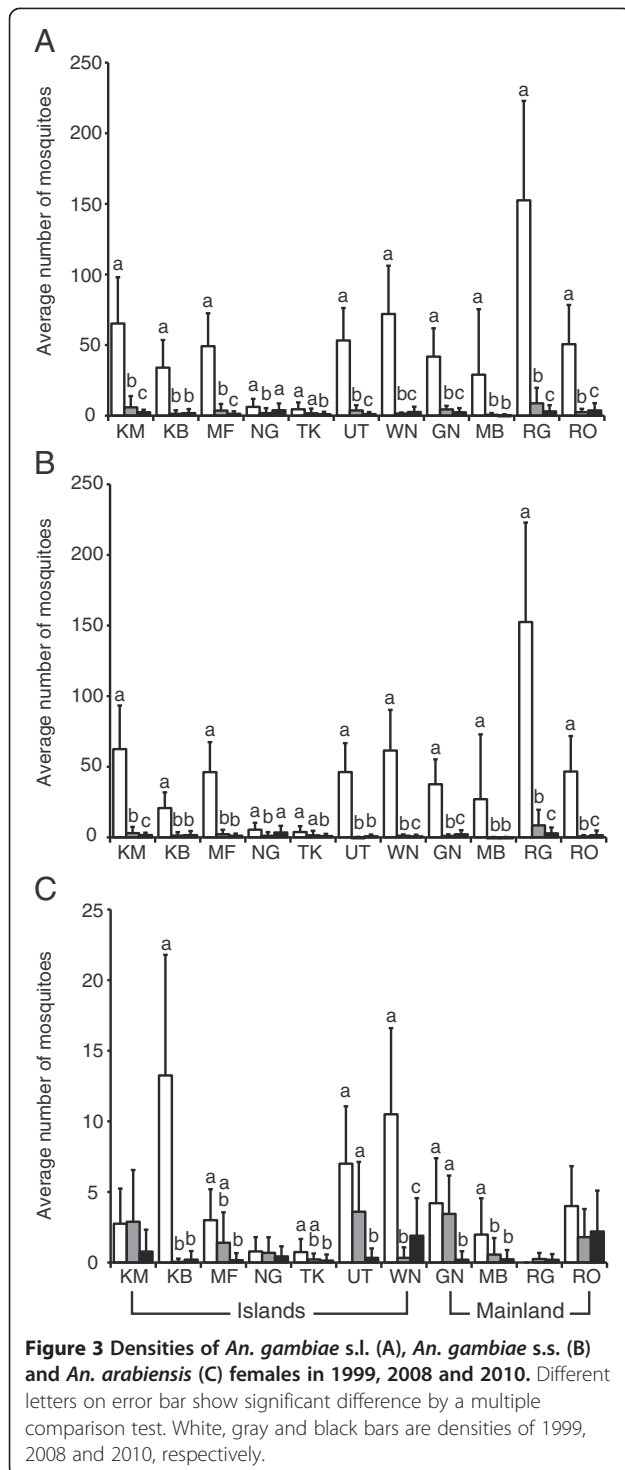 A
Average number of mosquitoes
250
200
150
100
50
0
a b c a b b a b c a b a a ab b a b c a b c a b c a b b a b c a b c
KM KB MF NG TK UT WN GN MB RG RO
B
Average number of mosquitoes
250
200
150
100
50
0
a b c a b b a b b a b a a ab b a b b a b c a b c a b b a b c a b c
KM KB MF NG TK UT WN GN MB RG RO
C
Average number of mosquitoes
25
20
15
10
5
0
a b b a a b b a a b b a a b a b c a a b a b b
KM KB MF NG TK UT WN GN MB RG RO
Islands Mainland
Figure 3 Densities of An. gambiae s.l. (A), An. gambiae s.s. (B)
and An. arabiensis (C) females in 1999, 2008 and 2010. Different
letters on error bar show significant difference by a multiple
comparison test. White, gray and black bars are densities of 1999,
2008 and 2010, respectively.